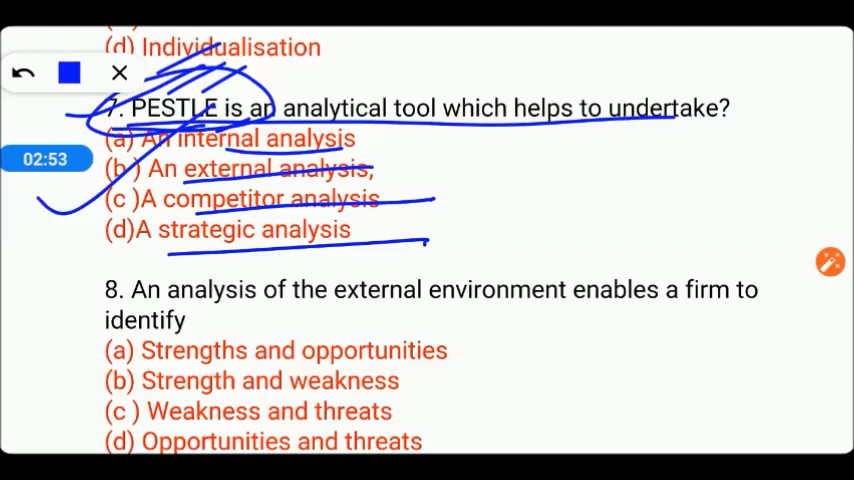 (d) Individualisation
7. PESTLE is an analytical tool which helps to undertake?
(a) An internal analysis
02:53
(b ) An external analysis;
(c )A competitor analysis
(d)A strategic analysis
8. An analysis of the external environment enables a firm to
identify
(a) Strengths and opportunities
(b) Strength and weakness
(c ) Weakness and threats
(d) Opportunities and threats